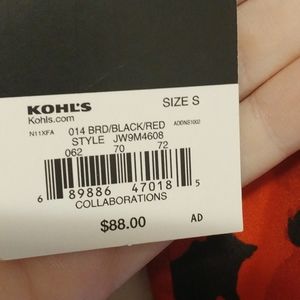 KOHL'S
Kohls.com
SIZE S
N11XFA 014 BRD/BLACK/RED ADDNS1002
STYLE JW9M4608
062 70 72
6 89886 47018 5
COLLABORATIONS
$88.00 AD